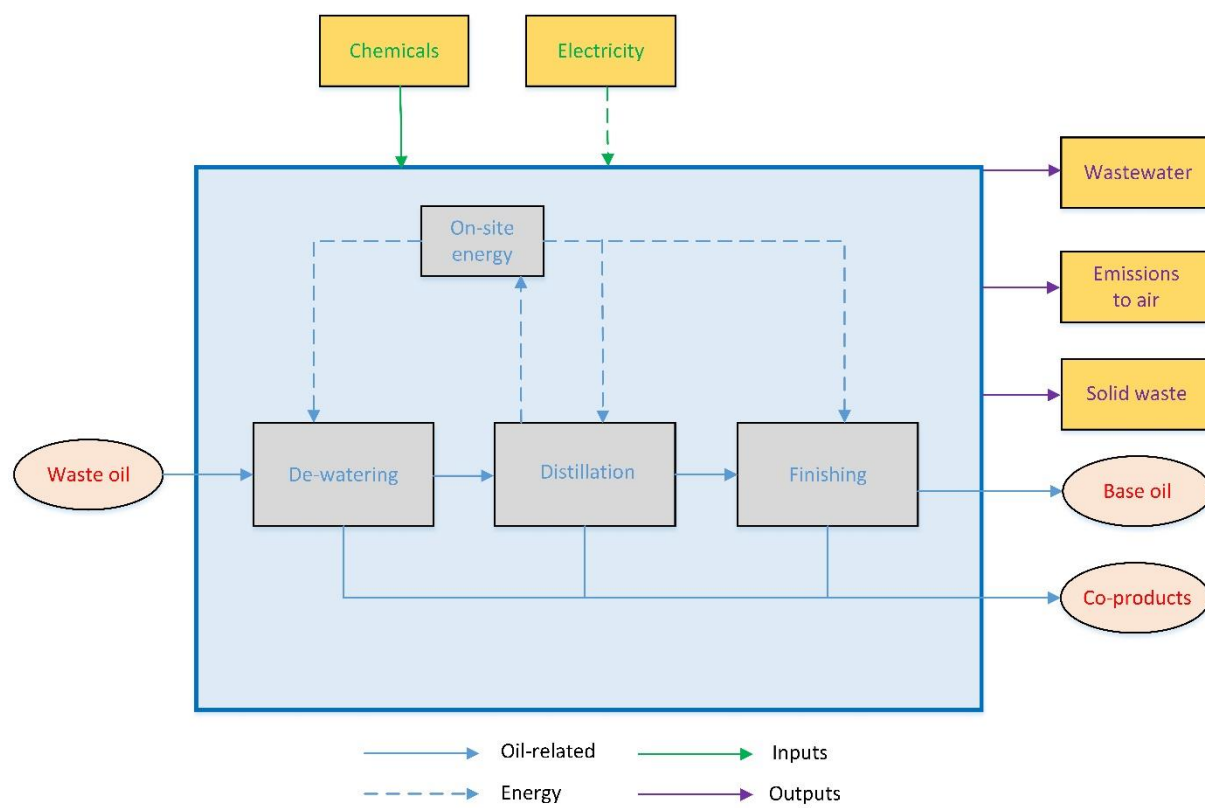 Chemicals
Electricity
Wastewater
On-site
energy
Emissions
to air
Solid waste
Waste oil
De-watering
Distillation
Finishing
Base oil
Co-products
Oil-related
Inputs
Energy
Outputs